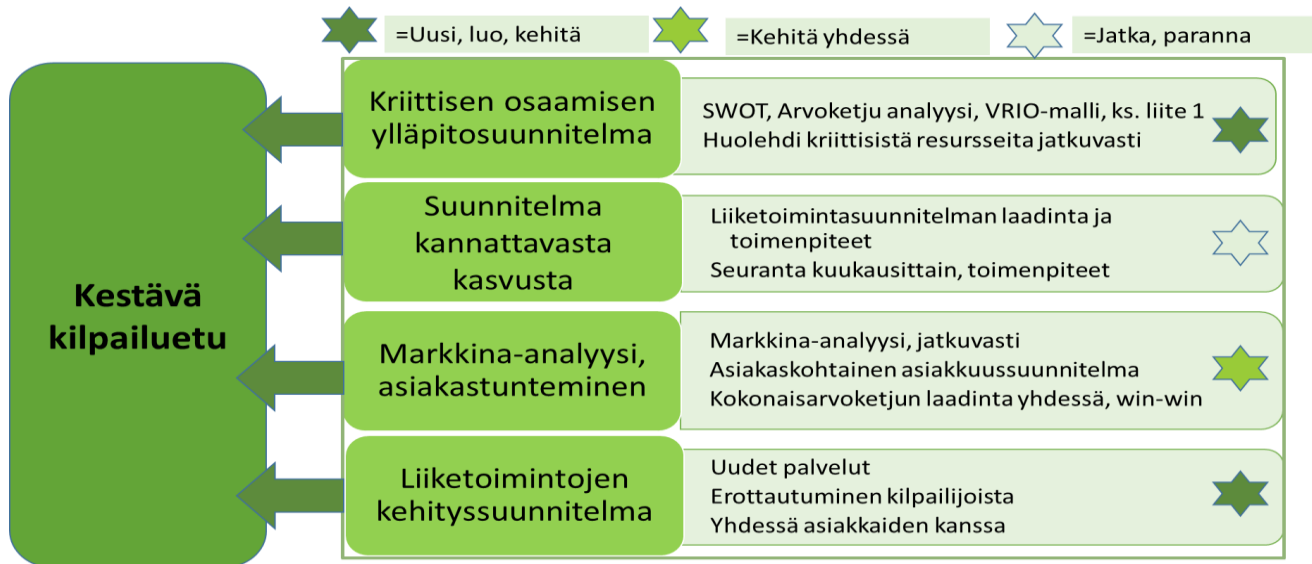 =Uusi, luo, kehitä
=Kehitä yhdessä
=Jatka, paranna
Kestävä
kilpailuetu
Kriittisen osaamisen
ylläpitosuunnitelma
SWOT, Arvoketju analyysi, VRIO-malli, ks. liite 1
Huolehdi kriittisistä resursseita jatkuvasti
Suunnitelma
kannattavasta
kasvusta
Liiketoimintasuunnitelman laadinta ja
toimenpiteet
Seuranta kuukausittain, toimenpiteet
Markkina-analyysi,
asiakastunteminen
Markkina-analyysi, jatkuvasti
Asiakaskohtainen asiakkuussuunnitelma
Kokonaisarvoketjun laadinta yhdessä, win-win
Liiketoimintojen
kehityssuunnitelma
Uudet palvelut
Erottautuminen kilpailijoista
Yhdessä asiakkaiden kanssa